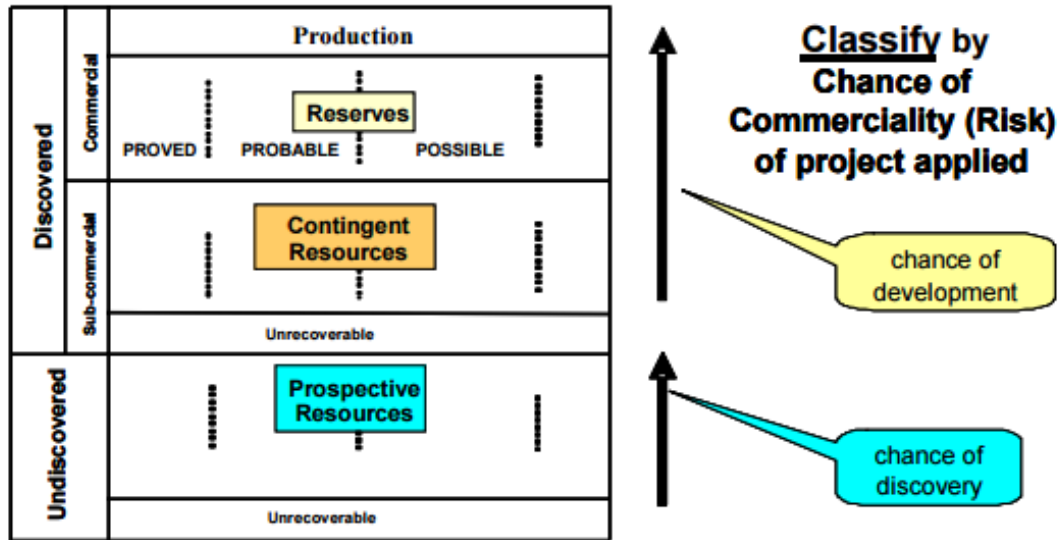 Production
Reserves
PROVED PROBABLE POSSIBLE
Commercial
Discovered
Contingent
Resources
Sub-commercial
Unrecoverable
Prospective
Resources
Undiscovered
Unrecoverable
Classify by
Chance of
Commerciality (Risk)
of project applied
chance of
development
chance of
discovery